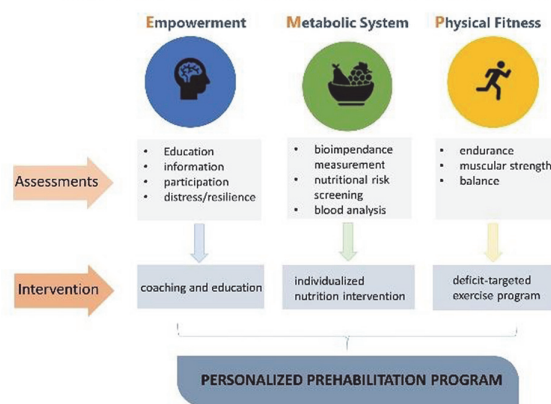 Empowerment
Metabolic System
Physical Fitness
Assessments
• Education
• information
• participation
• distress/resilience
• bioimpendance
measurement
• nutritional risk
screening
• blood analysis
• endurance
• muscular strength
• balance
Intervention
coaching and education
individualized
nutrition intervention
deficit-targeted
exercise program
PERSONALIZED PREHABILITATION PROGRAM